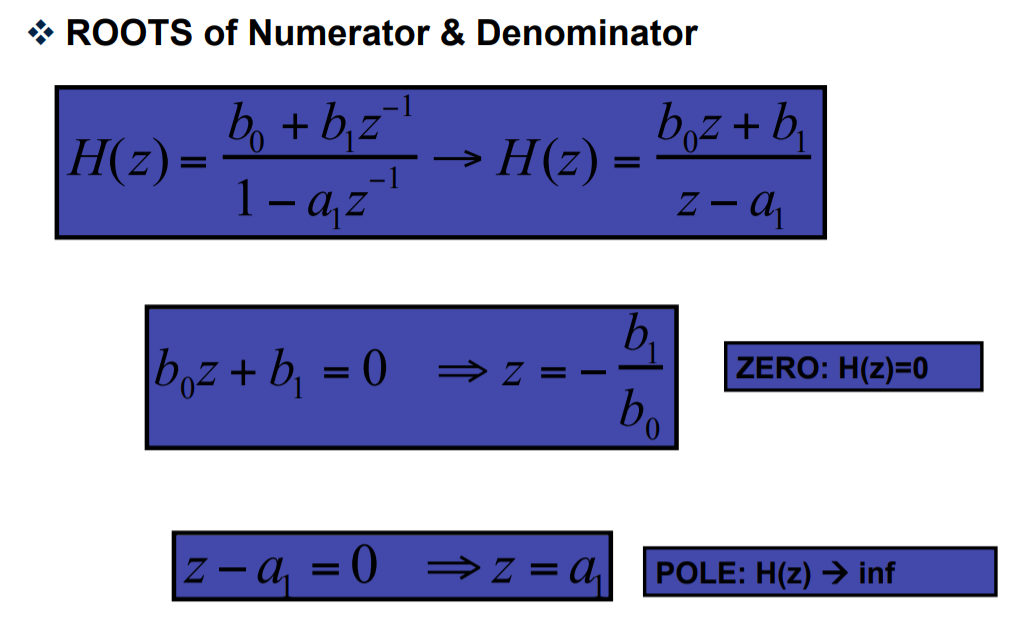 ❖ ROOTS of Numerator & Denominator
H(z) = (b₀ + b₁z⁻¹) / (1 − a₁z⁻¹) → H(z) = (b₀z + b₁) / (z − a₁)
b₀z + b₁ = 0 ⇒ z = − b₁ / b₀
ZERO: H(z)=0
z − a₁ = 0 ⇒ z = a₁
POLE: H(z) → inf